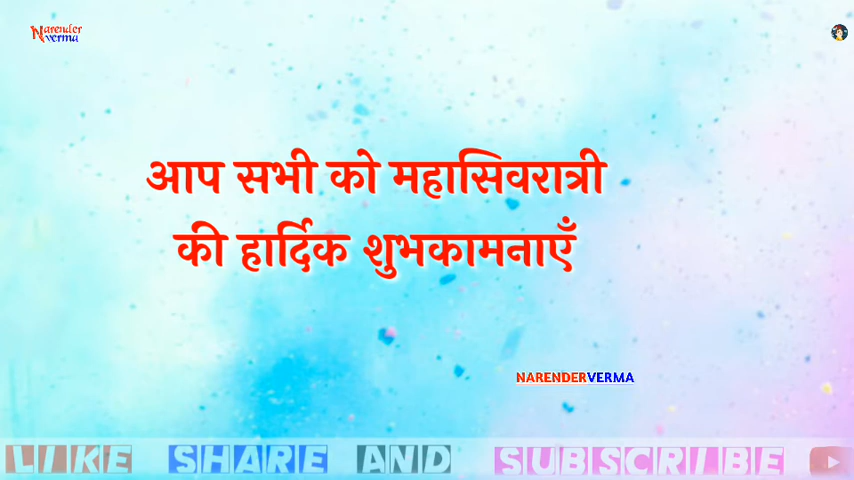 Narender
verma
आप सभी को महासिवरात्री
की हार्दिक शुभकामनाएँ
NARENDERVERMA
LIKE SHARE AND SUBSCRIBE